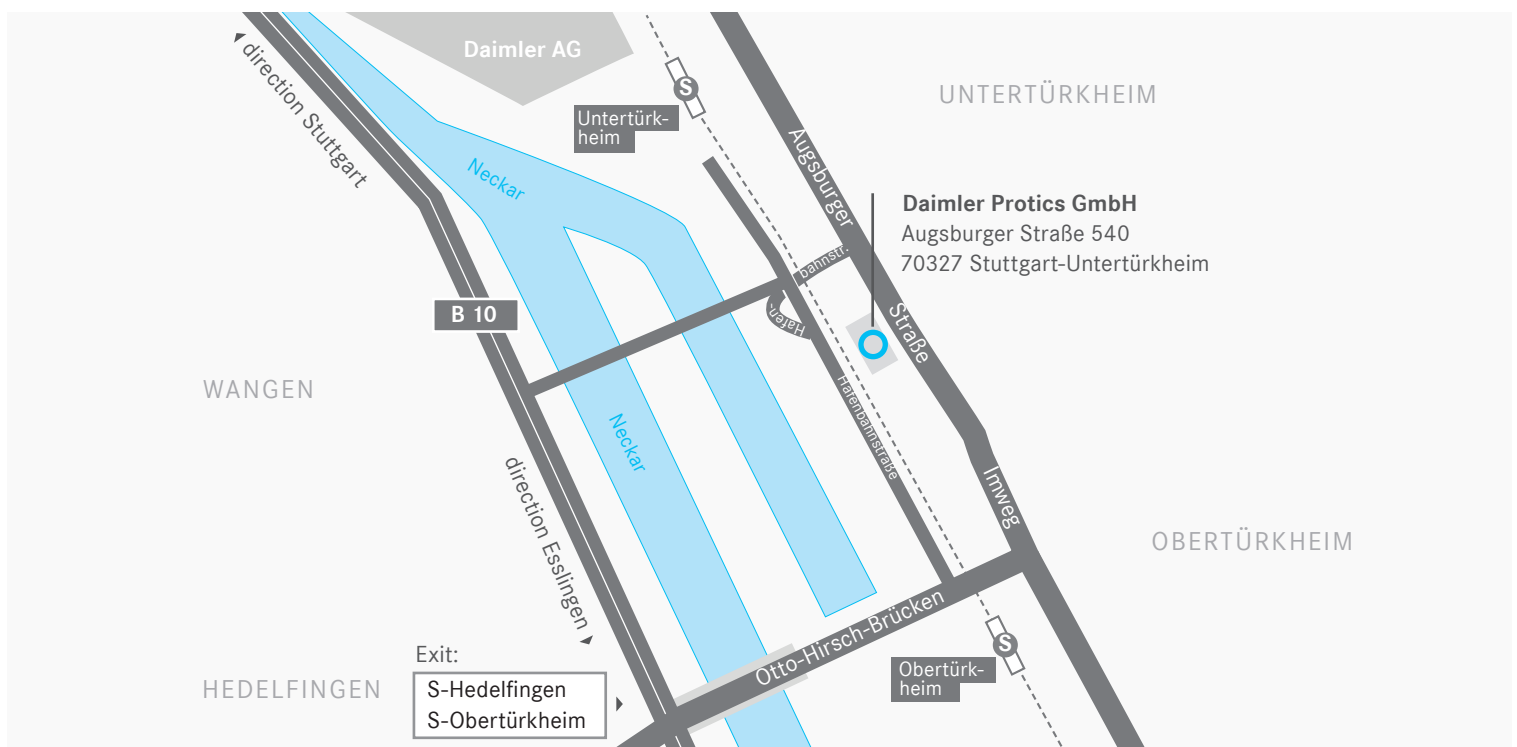 Daimler AG
direction Stuttgart
UNTERTÜRKHEIM
S
Untertürk-
heim
Augsburger
Neckar
Daimler Protics GmbH
Augsburger Straße 540
70327 Stuttgart-Untertürkheim
bahnstr.
Hafen-
B 10
Straße
WANGEN
Hafenbahnstraße
Neckar
Imweg
direction Esslingen
OBERTÜRKHEIM
Otto-Hirsch-Brücken
S
Exit:
Obertürk-
heim
HEDELFINGEN
S-Hedelfingen
S-Obertürkheim